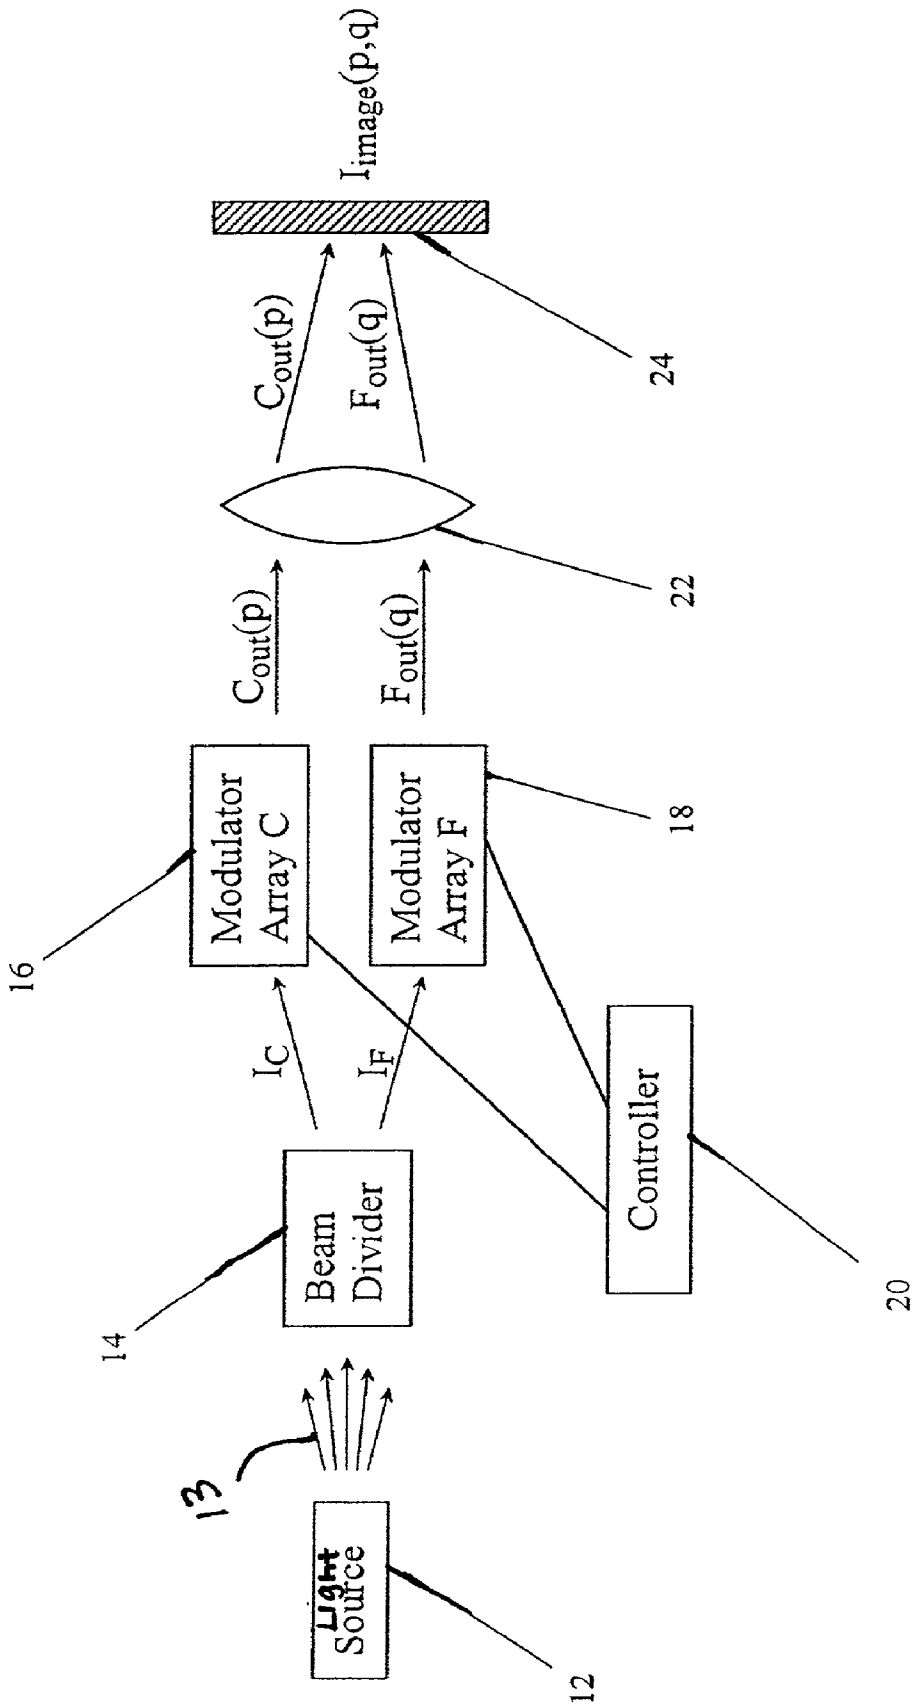 13
Light
Source
12
14
Beam
Divider
I_C
I_F
16
Modulator
Array C
Modulator
Array F
18
Controller
20
C_out(p)
F_out(q)
22
C_out(p)
F_out(q)
24
I_image(p,q)